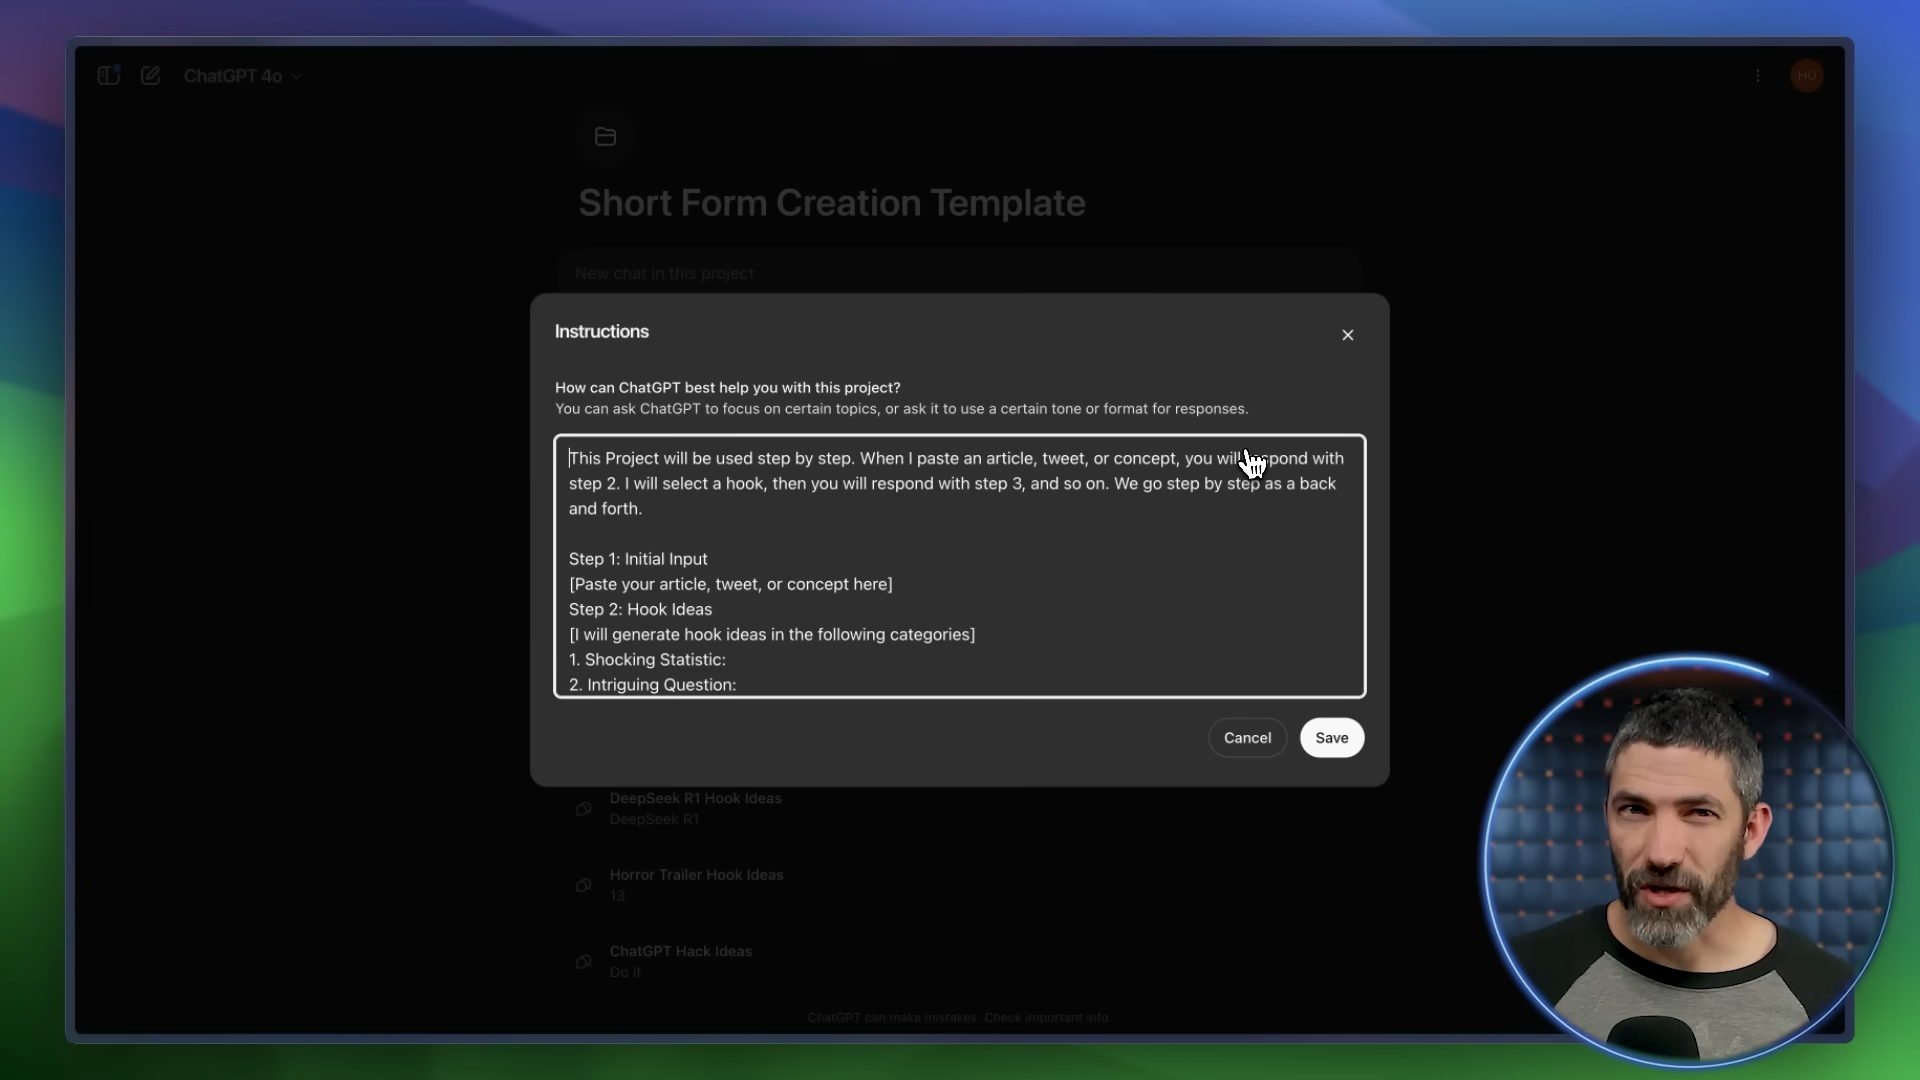 ChatGPT 4o
HU
Short Form Creation Template
New chat in this project
Instructions
How can ChatGPT best help you with this project?
You can ask ChatGPT to focus on certain topics, or ask it to use a certain tone or format for responses.
This Project will be used step by step. When I paste an article, tweet, or concept, you will respond with
step 2. I will select a hook, then you will respond with step 3, and so on. We go step by step as a back
and forth.
Step 1: Initial Input
[Paste your article, tweet, or concept here]
Step 2: Hook Ideas
[I will generate hook ideas in the following categories]
1. Shocking Statistic:
2. Intriguing Question:
Cancel
Save
DeepSeek R1 Hook Ideas
DeepSeek R1
Horror Trailer Hook Ideas
13
ChatGPT Hack Ideas
Do it
ChatGPT can make mistakes. Check important info.